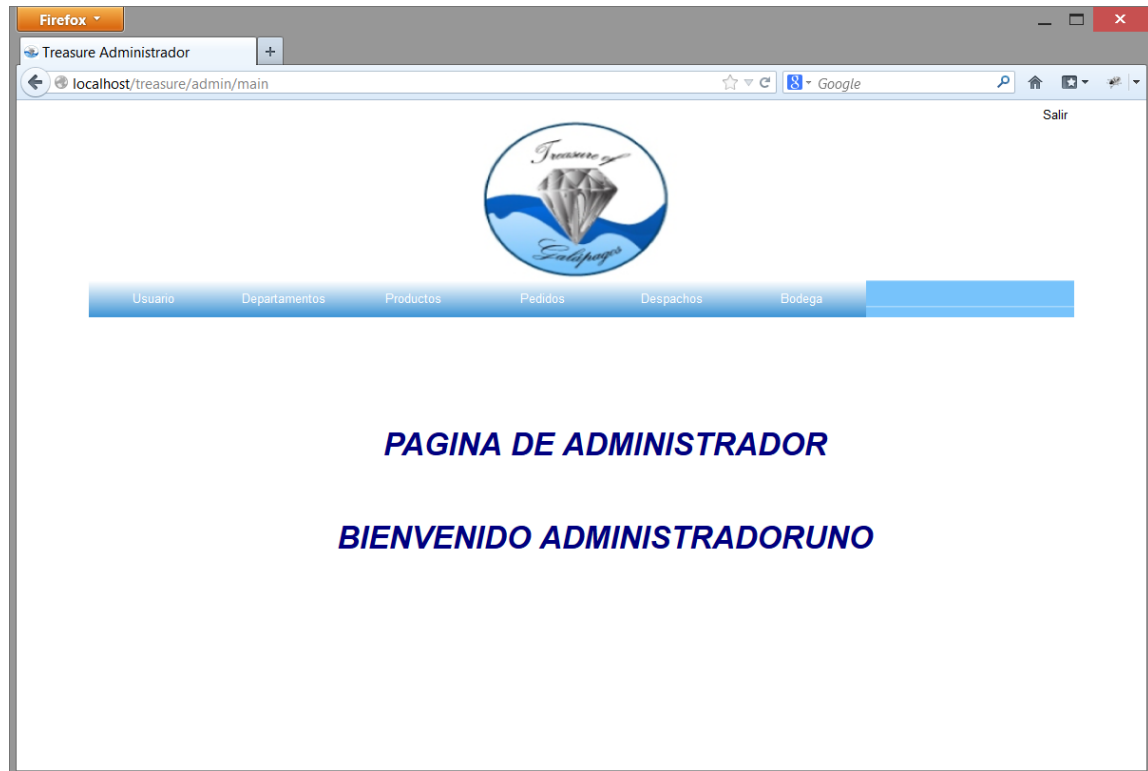 Firefox
Treasure Administrador
localhost/treasure/admin/main
Google
Salir
Treasure of
Galápagos
Usuario Departamentos Productos Pedidos Despachos Bodega
PAGINA DE ADMINISTRADOR
BIENVENIDO ADMINISTRADORUNO